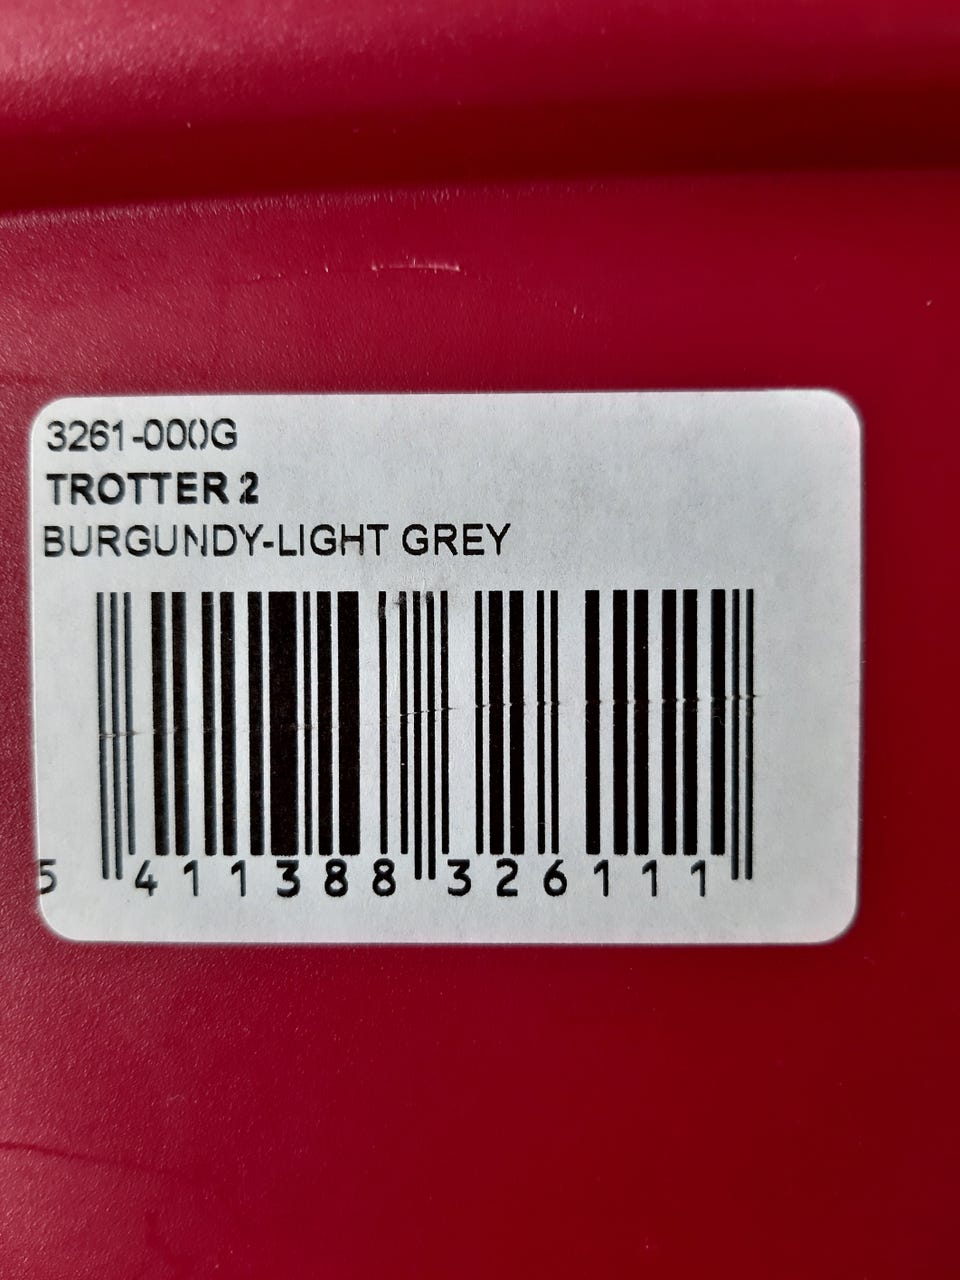 3261-000G
TROTTER 2
BURGUNDY-LIGHT GREY
5 411388 326111